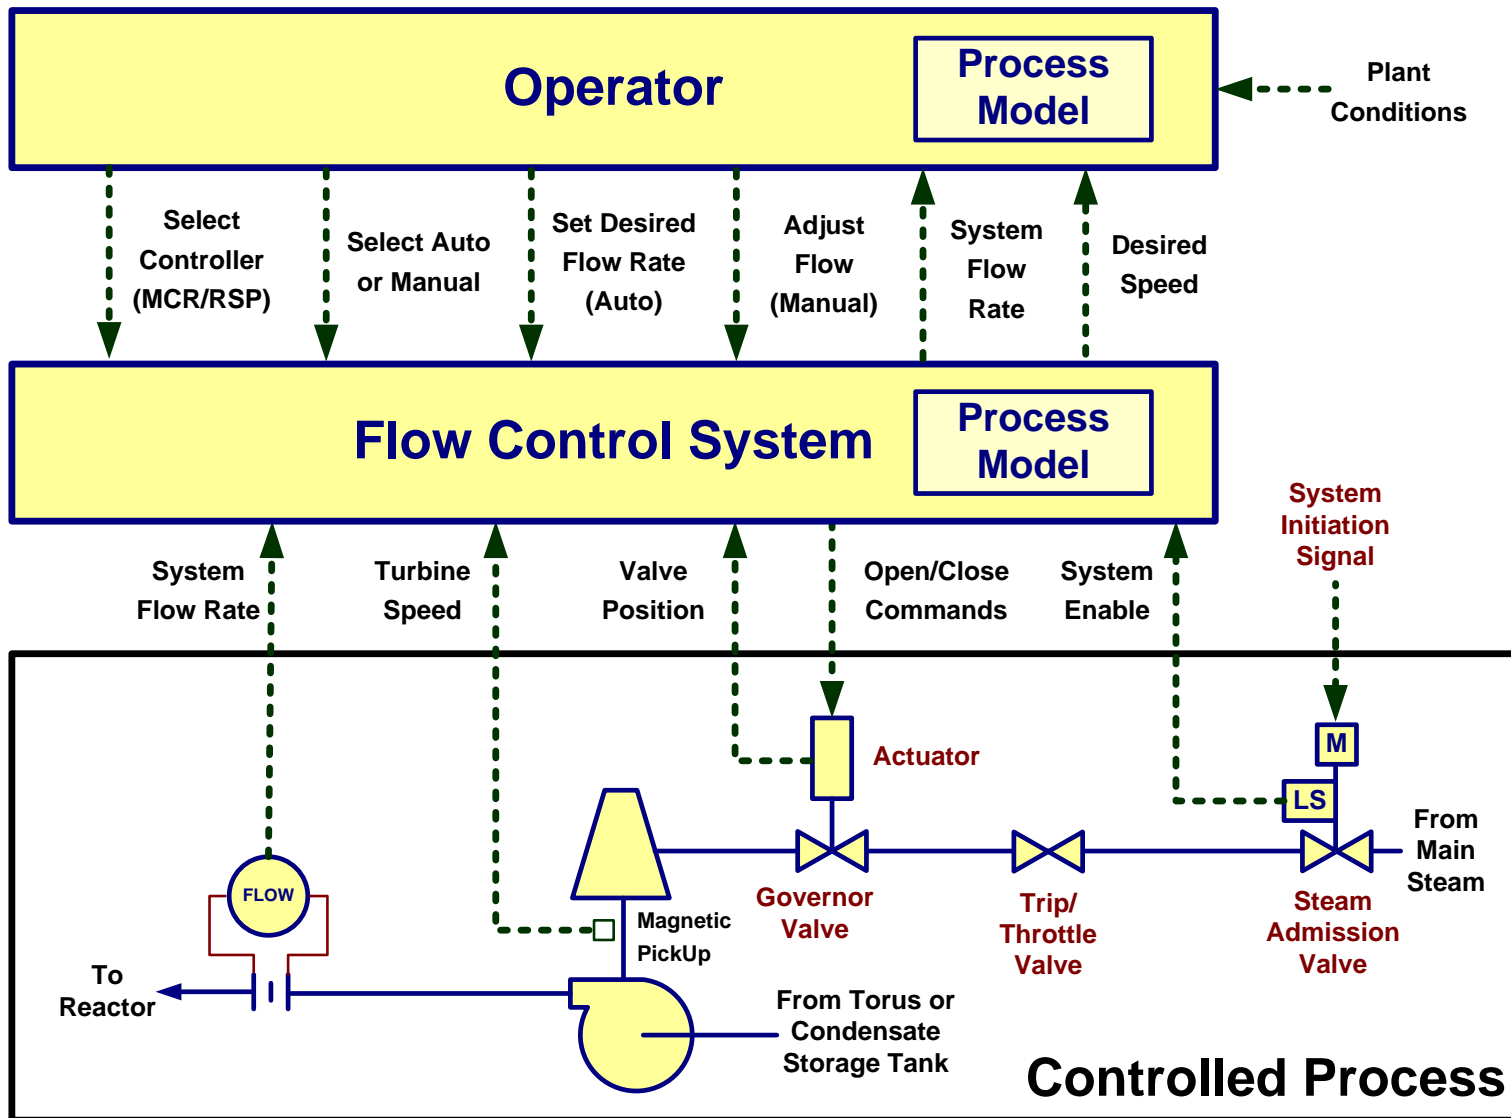 Operator
Process
Model
Plant
Conditions
Select
Controller
(MCR/RSP)
Select Auto
or Manual
Set Desired
Flow Rate
(Auto)
Adjust
Flow
(Manual)
System
Flow
Rate
Desired
Speed
Flow Control System
Process
Model
System
Initiation
Signal
System
Flow Rate
Turbine
Speed
Valve
Position
Open/Close
Commands
System
Enable
Actuator
M
LS
From
Main
Steam
FLOW
Magnetic
PickUp
Governor
Valve
Trip/
Throttle
Valve
Steam
Admission
Valve
To
Reactor
From Torus or
Condensate
Storage Tank
Controlled Process